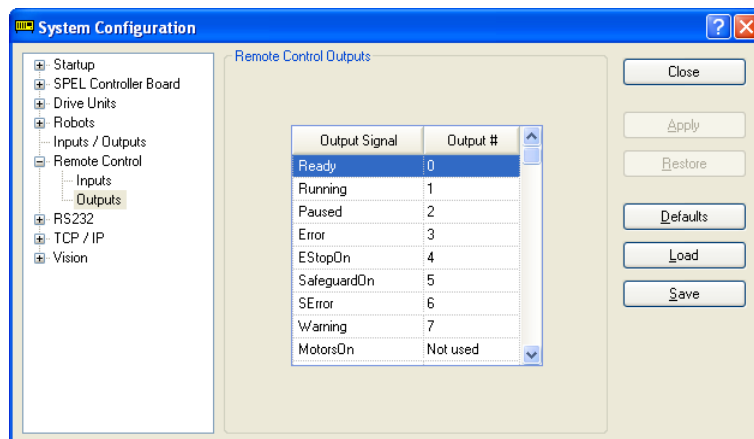 System Configuration
Startup
SPEL Controller Board
Drive Units
Robots
Inputs / Outputs
Remote Control
Inputs
Outputs
RS232
TCP / IP
Vision
Remote Control Outputs
Output Signal Output #
Ready 0
Running 1
Paused 2
Error 3
EStopOn 4
SafeguardOn 5
SError 6
Warning 7
MotorsOn Not used
Close
Apply
Restore
Defaults
Load
Save